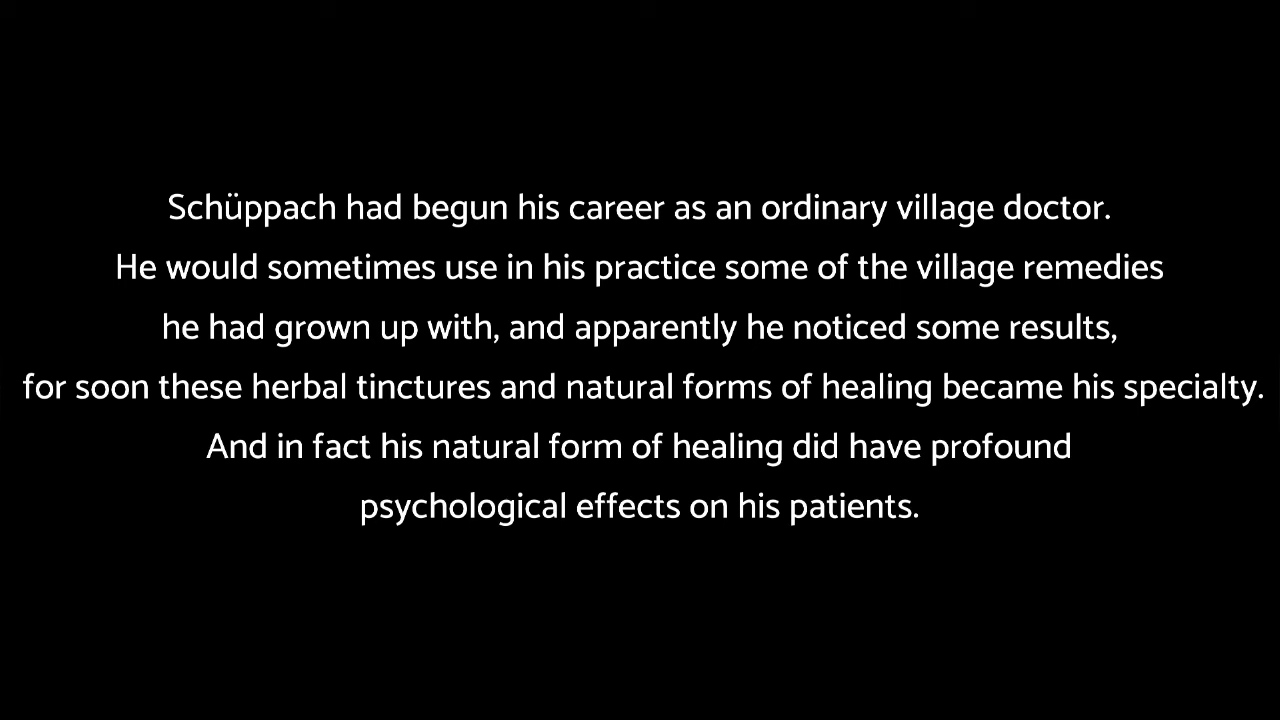 Schüppach had begun his career as an ordinary village doctor.
He would sometimes use in his practice some of the village remedies
he had grown up with, and apparently he noticed some results,
for soon these herbal tinctures and natural forms of healing became his specialty.
And in fact his natural form of healing did have profound
psychological effects on his patients.